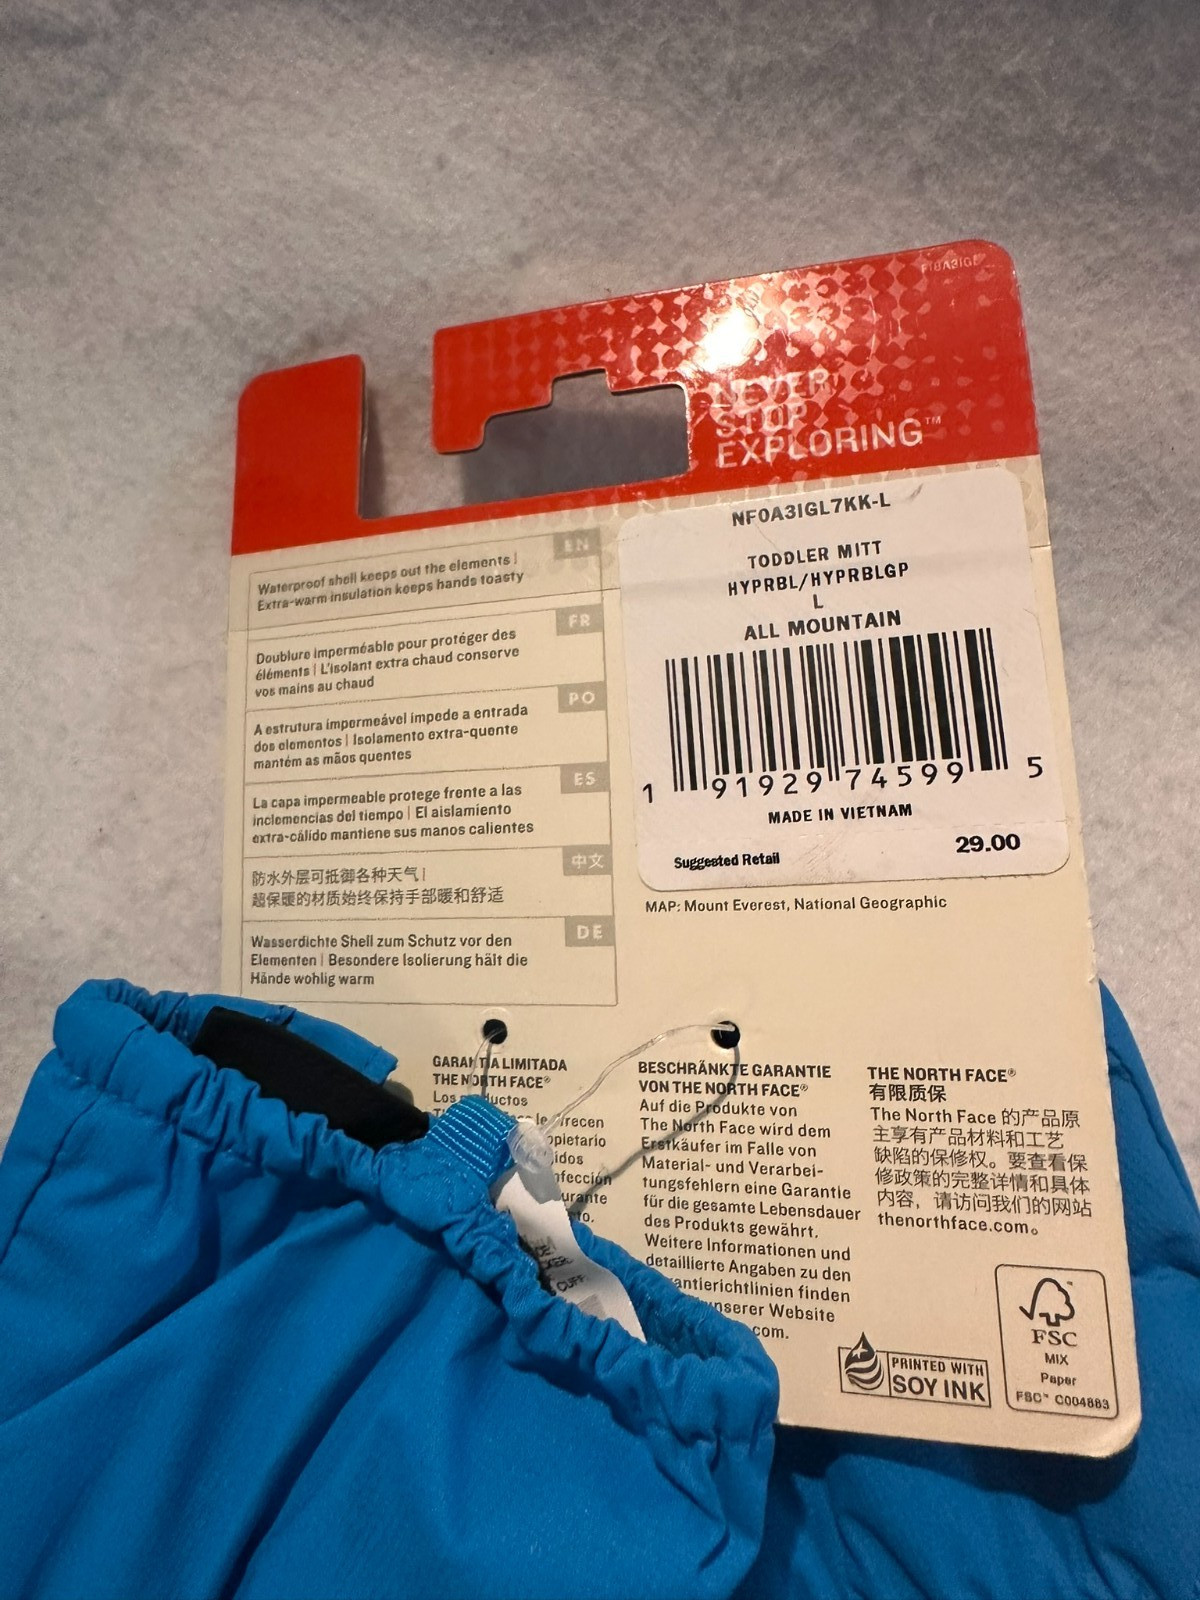 F18A3IGL
NEVER
STOP
EXPLORING™
NF0A3IGL7KK-L
TODDLER MITT
HYPRBL/HYPRBLGP
L
ALL MOUNTAIN
1 91929 74599 5
MADE IN VIETNAM
Suggested Retail 29.00
MAP: Mount Everest, National Geographic
EN
Waterproof shell keeps out the elements |
Extra-warm insulation keeps hands toasty
FR
Doublure imperméable pour protéger des
éléments | L'isolant extra chaud conserve
vos mains au chaud
PO
A estrutura impermeável impede a entrada
dos elementos | Isolamento extra-quente
mantém as mãos quentes
ES
La capa impermeable protege frente a las
inclemencias del tiempo | El aislamiento
extra-cálido mantiene sus manos calientes
中文
防水外层可抵御各种天气 |
超保暖的材质始终保持手部暖和舒适
DE
Wasserdichte Shell zum Schutz vor den
Elementen | Besondere Isolierung hält die
Hände wohlig warm
GARANTÍA LIMITADA
THE NORTH FACE®
Los
BESCHRÄNKTE GARANTIE
VON THE NORTH FACE®
Auf die Produkte von
The North Face wird dem
Erstkäufer im Falle von
Material- und Verarbei-
tungsfehlern eine Garantie
für die gesamte Lebensdauer
des Produkts gewährt.
Weitere Informationen und
detaillierte Angaben zu den
finden
Website
com.
THE NORTH FACE®
有限质保
The North Face 的产品原
主享有产品材料和工艺
缺陷的保修权。要查看保
修政策的完整详情和具体
内容，请访问我们的网站
thenorthface.com。
PRINTED WITH
SOY INK
FSC
MIX
Paper
FSC™ C004883